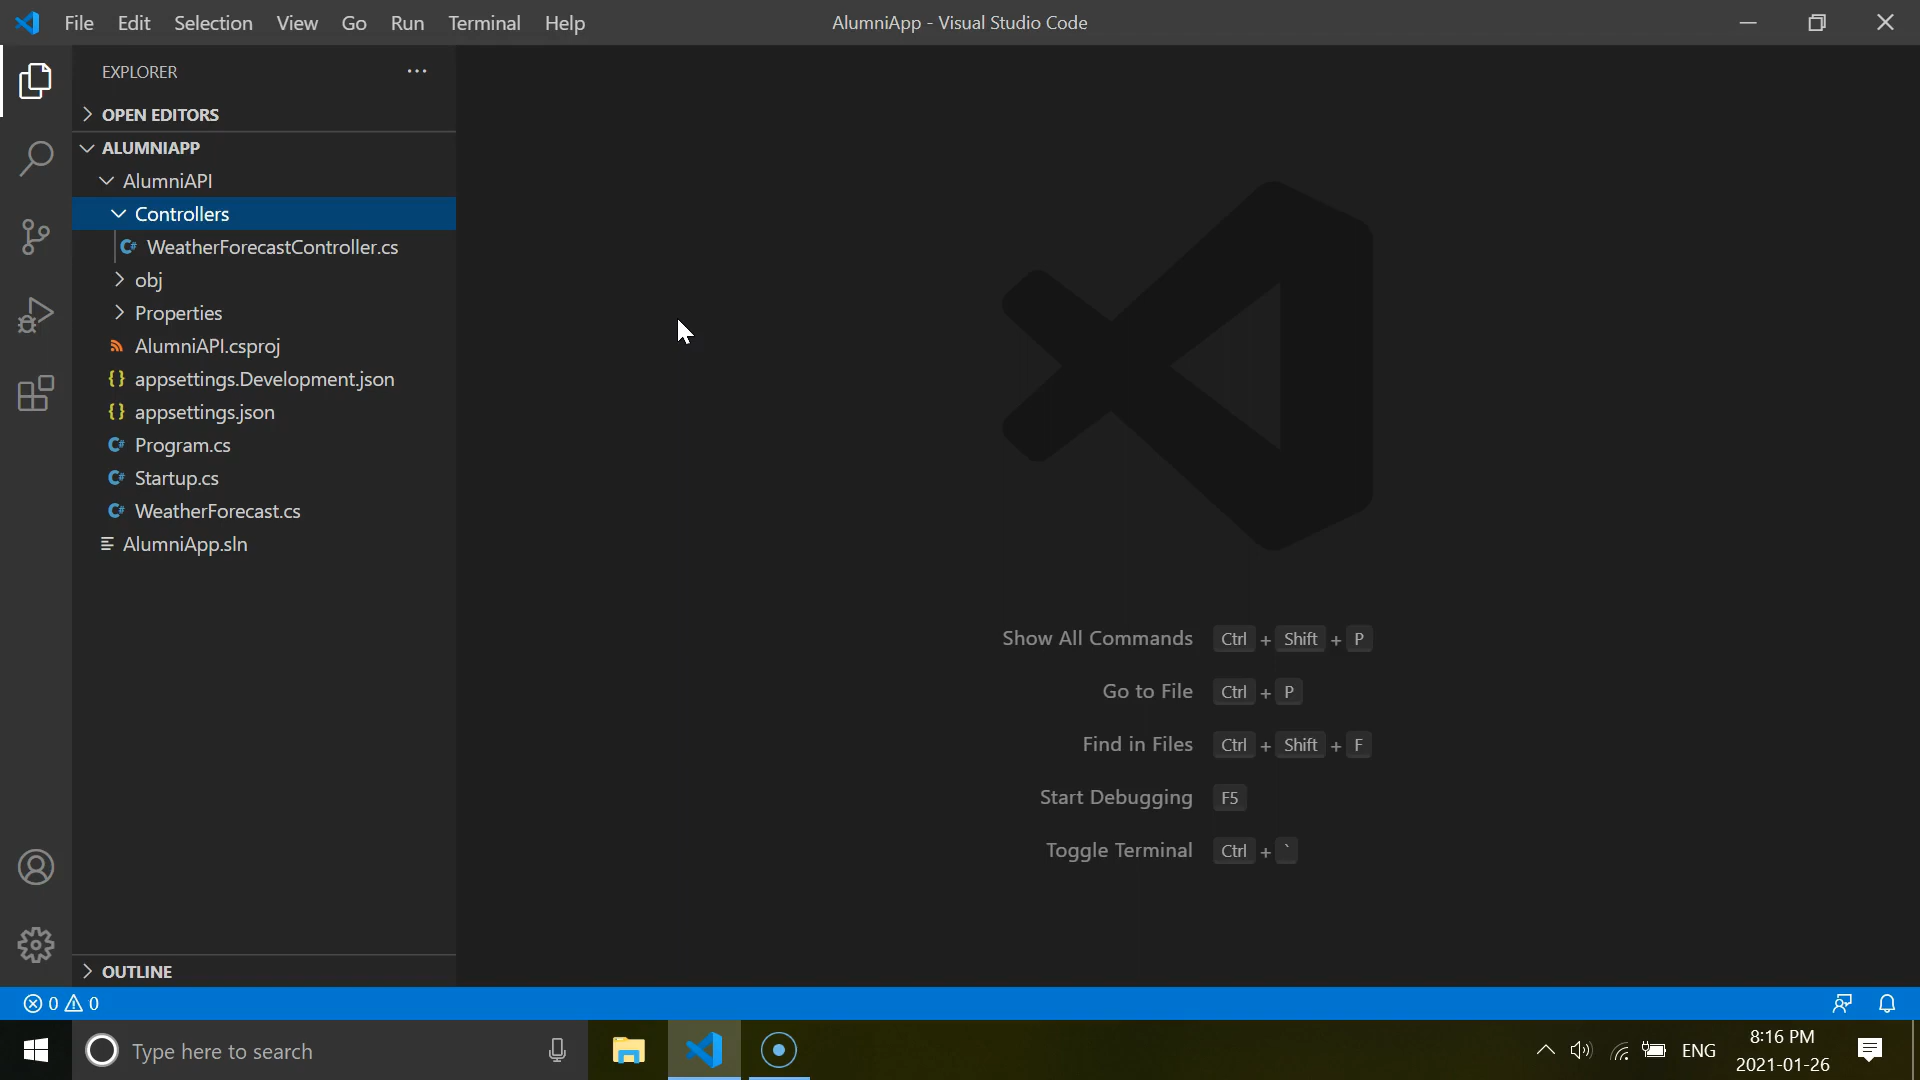 File Edit Selection View Go Run Terminal Help
AlumniApp - Visual Studio Code
EXPLORER
OPEN EDITORS
ALUMNIAPP
AlumniAPI
Controllers
C# WeatherForecastController.cs
obj
Properties
AlumniAPI.csproj
{} appsettings.Development.json
{} appsettings.json
C# Program.cs
C# Startup.cs
C# WeatherForecast.cs
AlumniApp.sln
Show All Commands Ctrl + Shift + P
Go to File Ctrl + P
Find in Files Ctrl + Shift + F
Start Debugging F5
Toggle Terminal Ctrl + `
OUTLINE
0 0
Type here to search
ENG
8:16 PM
2021-01-26